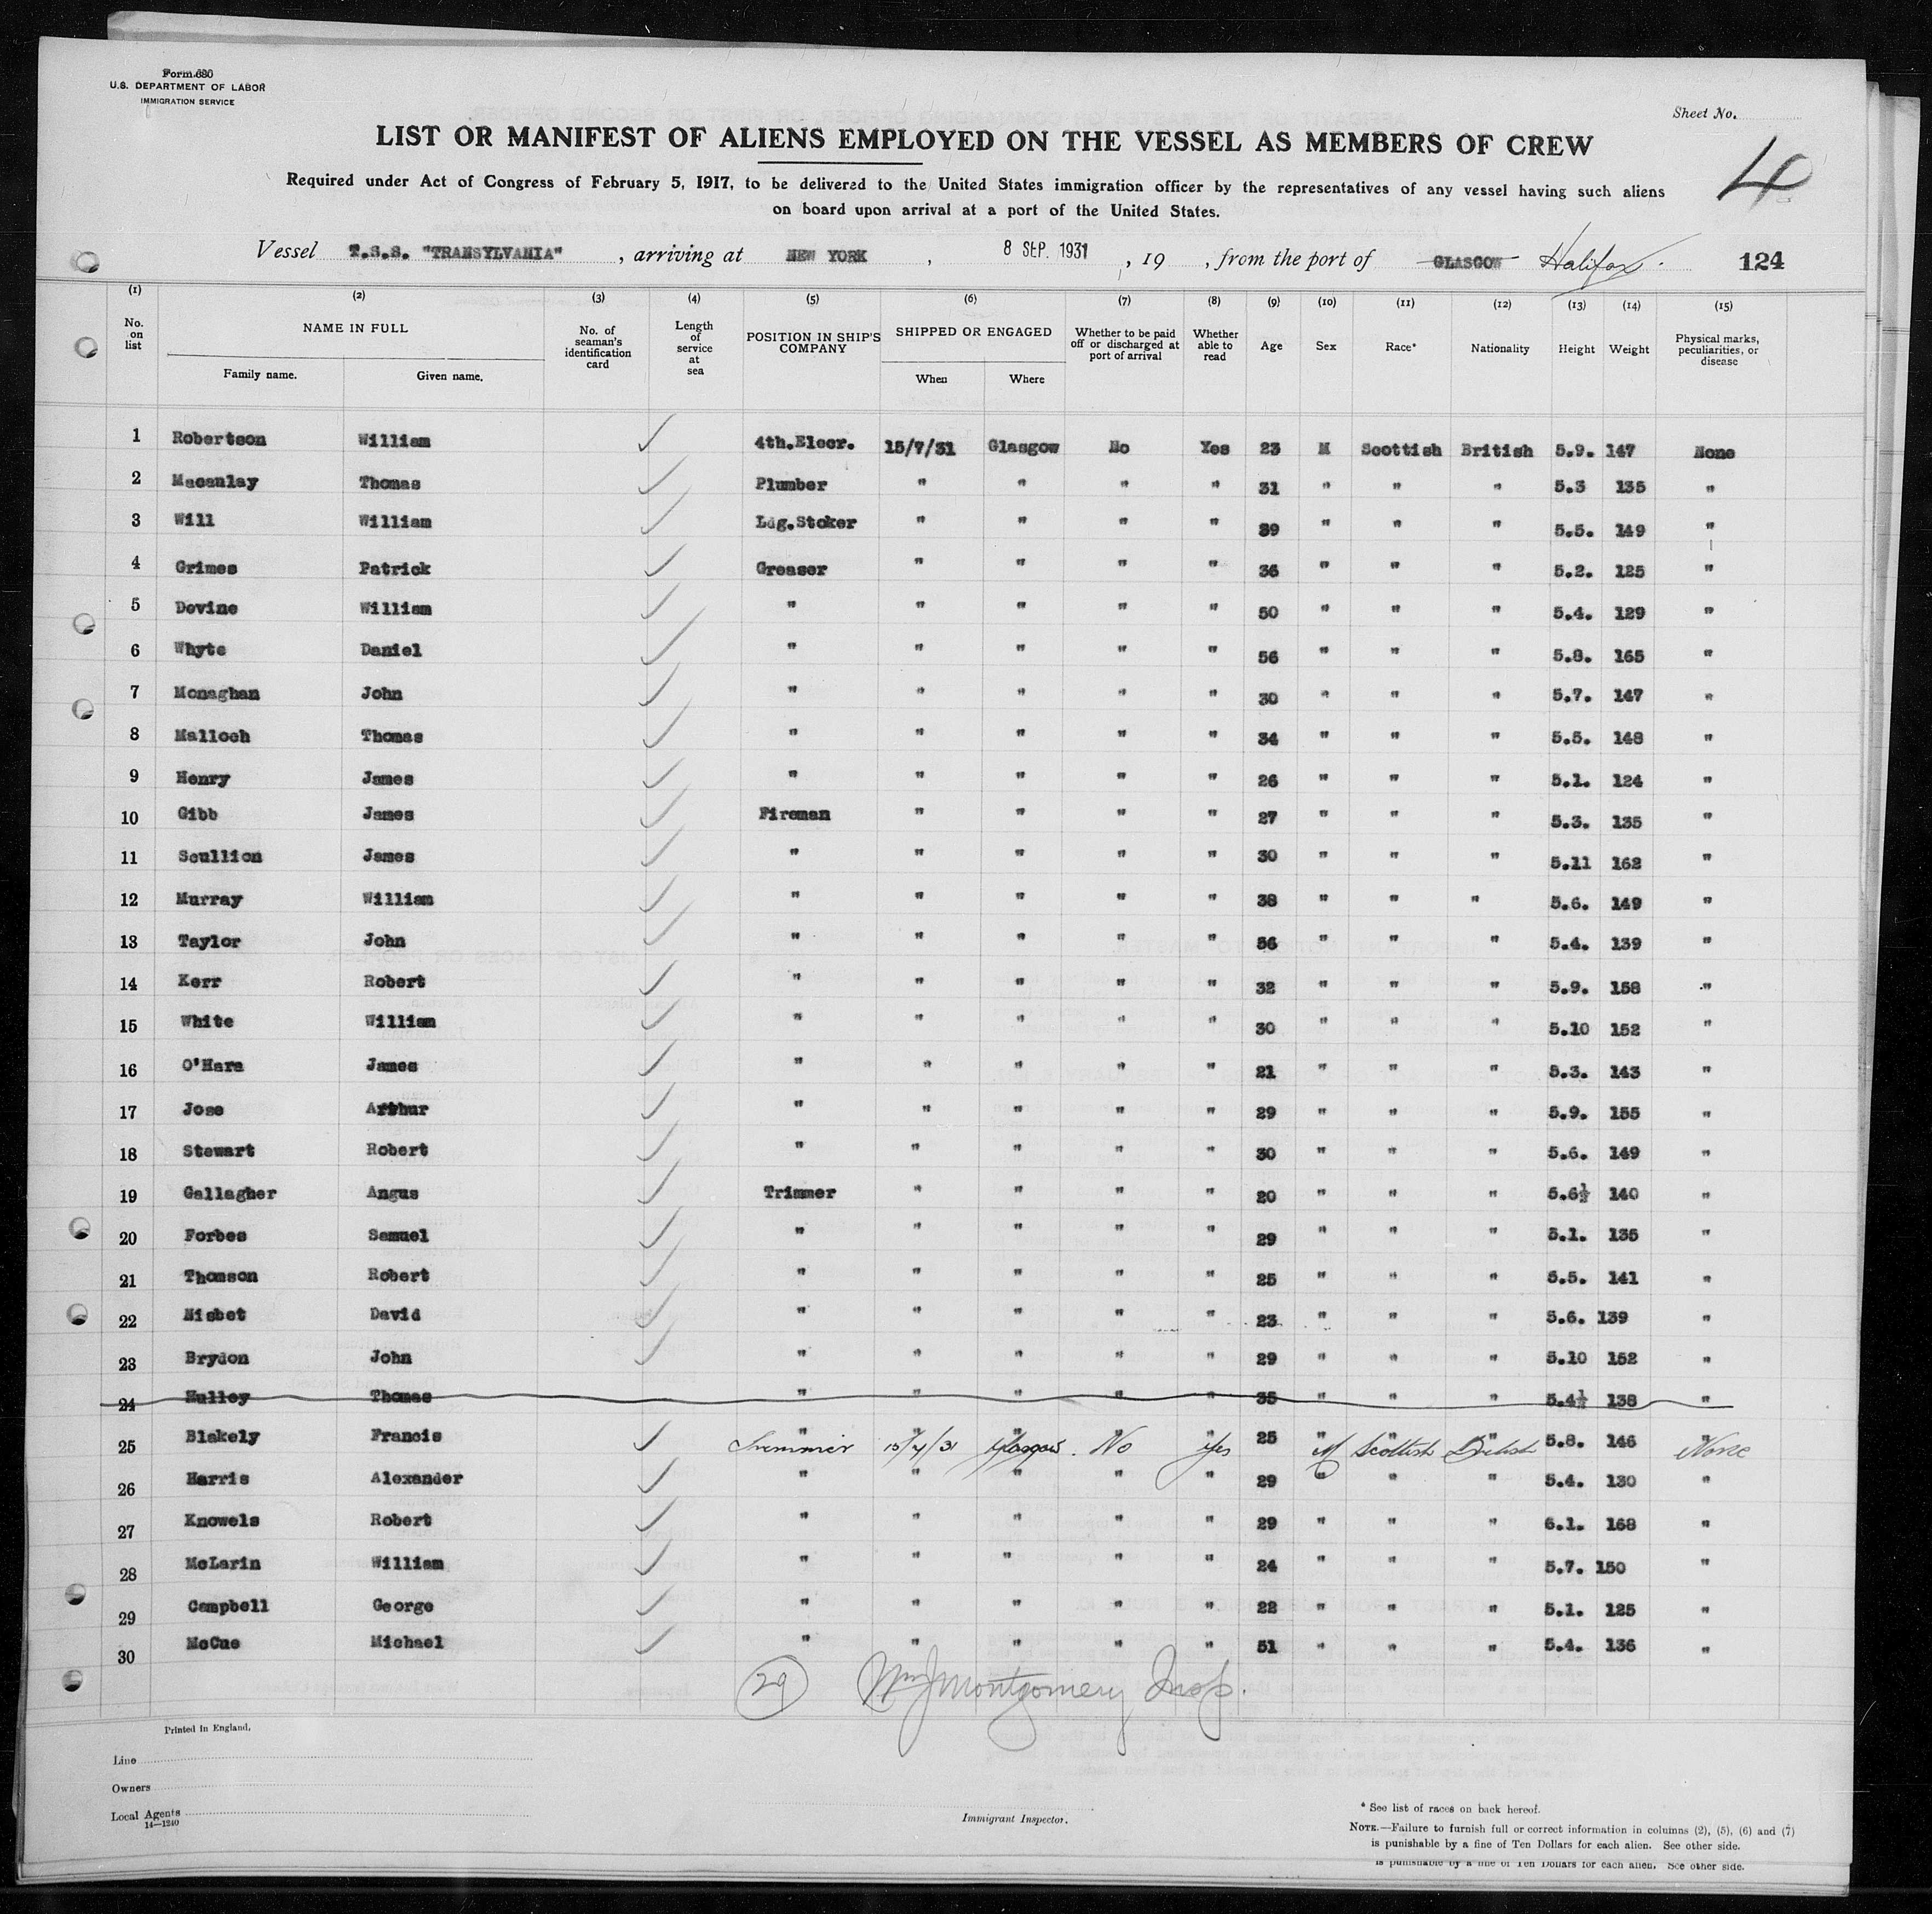 Form 680
U.S. DEPARTMENT OF LABOR
IMMIGRATION SERVICE
Sheet No.
4
LIST OR MANIFEST OF ALIENS EMPLOYED ON THE VESSEL AS MEMBERS OF CREW
Required under Act of Congress of February 5, 1917, to be delivered to the United States immigration officer by the representatives of any vessel having such aliens
on board upon arrival at a port of the United States.
Vessel T.S.S. "TRANSYLVANIA" , arriving at NEW YORK , 8 SEP. 1931 , 19 , from the port of GLASGOW Halifax. 124
(1) (2) (3) (4) (5) (6) (7) (8) (9) (10) (11) (12) (13) (14) (15)
No. on list NAME IN FULL Family name. Given name. No. of seaman's identification card Length of service at sea POSITION IN SHIP'S COMPANY SHIPPED OR ENGAGED When Where Whether to be paid off or discharged at port of arrival Whether able to read Age Sex Race* Nationality Height Weight Physical marks, peculiarities, or disease
1 Robertson William ✓ 4th.Elecr. 15/7/31 Glasgow No Yes 23 M Scottish British 5.9. 147 None
2 Macanlay Thomas ✓ Plumber " " " " 31 " " " 5.3 135 "
3 Will William ✓ Ldg.Stoker " " " " 39 " " " 5.5. 149 "
4 Grimes Patrick ✓ Greaser " " " " 36 " " " 5.2. 125 "
5 Devine William ✓ " " " " " 50 " " " 5.4. 129 "
6 Whyte Daniel ✓ " " " " " 56 " " " 5.8. 165 "
7 Monaghan John ✓ " " " " " 30 " " " 5.7. 147 "
8 Malloch Thomas ✓ " " " " " 34 " " " 5.5. 148 "
9 Henry James ✓ " " " " " 26 " " " 5.1. 124 "
10 Gibb James ✓ Fireman " " " " 27 " " " 5.3. 135 "
11 Scullion James ✓ " " " " " 30 " " " 5.11 162 "
12 Murray William ✓ " " " " " 38 " " " 5.6. 149 "
13 Taylor John ✓ " " " " " 56 " " " 5.4. 139 "
14 Kerr Robert ✓ " " " " " 32 " " " 5.9. 158 "
15 White William ✓ " " " " " 30 " " " 5.10 152 "
16 O'Hara James ✓ " " " " " 21 " " " 5.3. 143 "
17 Jose Arthur ✓ " " " " " 29 " " " 5.9. 155 "
18 Stewart Robert ✓ " " " " " 30 " " " 5.6. 149 "
19 Gallagher Angus ✓ Trimmer " " " " 20 " " " 5.6½ 140 "
20 Forbes Samuel ✓ " " " " " 29 " " " 5.1. 135 "
21 Thomson Robert ✓ " " " " " 25 " " " 5.5. 141 "
22 Nisbet David ✓ " " " " " 23 " " " 5.6. 139 "
23 Brydon John ✓ " " " " " 29 " " " 5.10 152 "
24 Hulley Thomas " " " " " 35 " " " 5.4½ 138 "
25 Blakely Francis ✓ " Trimmer " 15/7/31 " Glasgow. " No " Yes 25 " M " Scottish " British 5.8. 146 " None
26 Harris Alexander ✓ " " " " " 29 " " " 5.4. 130 "
27 Knowels Robert ✓ " " " " " 29 " " " 6.1. 168 "
28 McLarin William ✓ " " " " " 24 " " " 5.7. 150 "
29 Campbell George ✓ " " " " " 22 " " " 5.1. 125 "
30 McCue Michael ✓ " " " " " 51 " " " 5.4. 136 "
29 Wm J Montgomery Insp.
Printed in England.
Line
Owners
Local Agents
14—1240
Immigrant Inspector.
* See list of races on back hereof.
NOTE.—Failure to furnish full or correct information in columns (2), (5), (6) and (7)
is punishable by a fine of Ten Dollars for each alien. See other side.
is punishable by a fine of Ten Dollars for each alien. See other side.